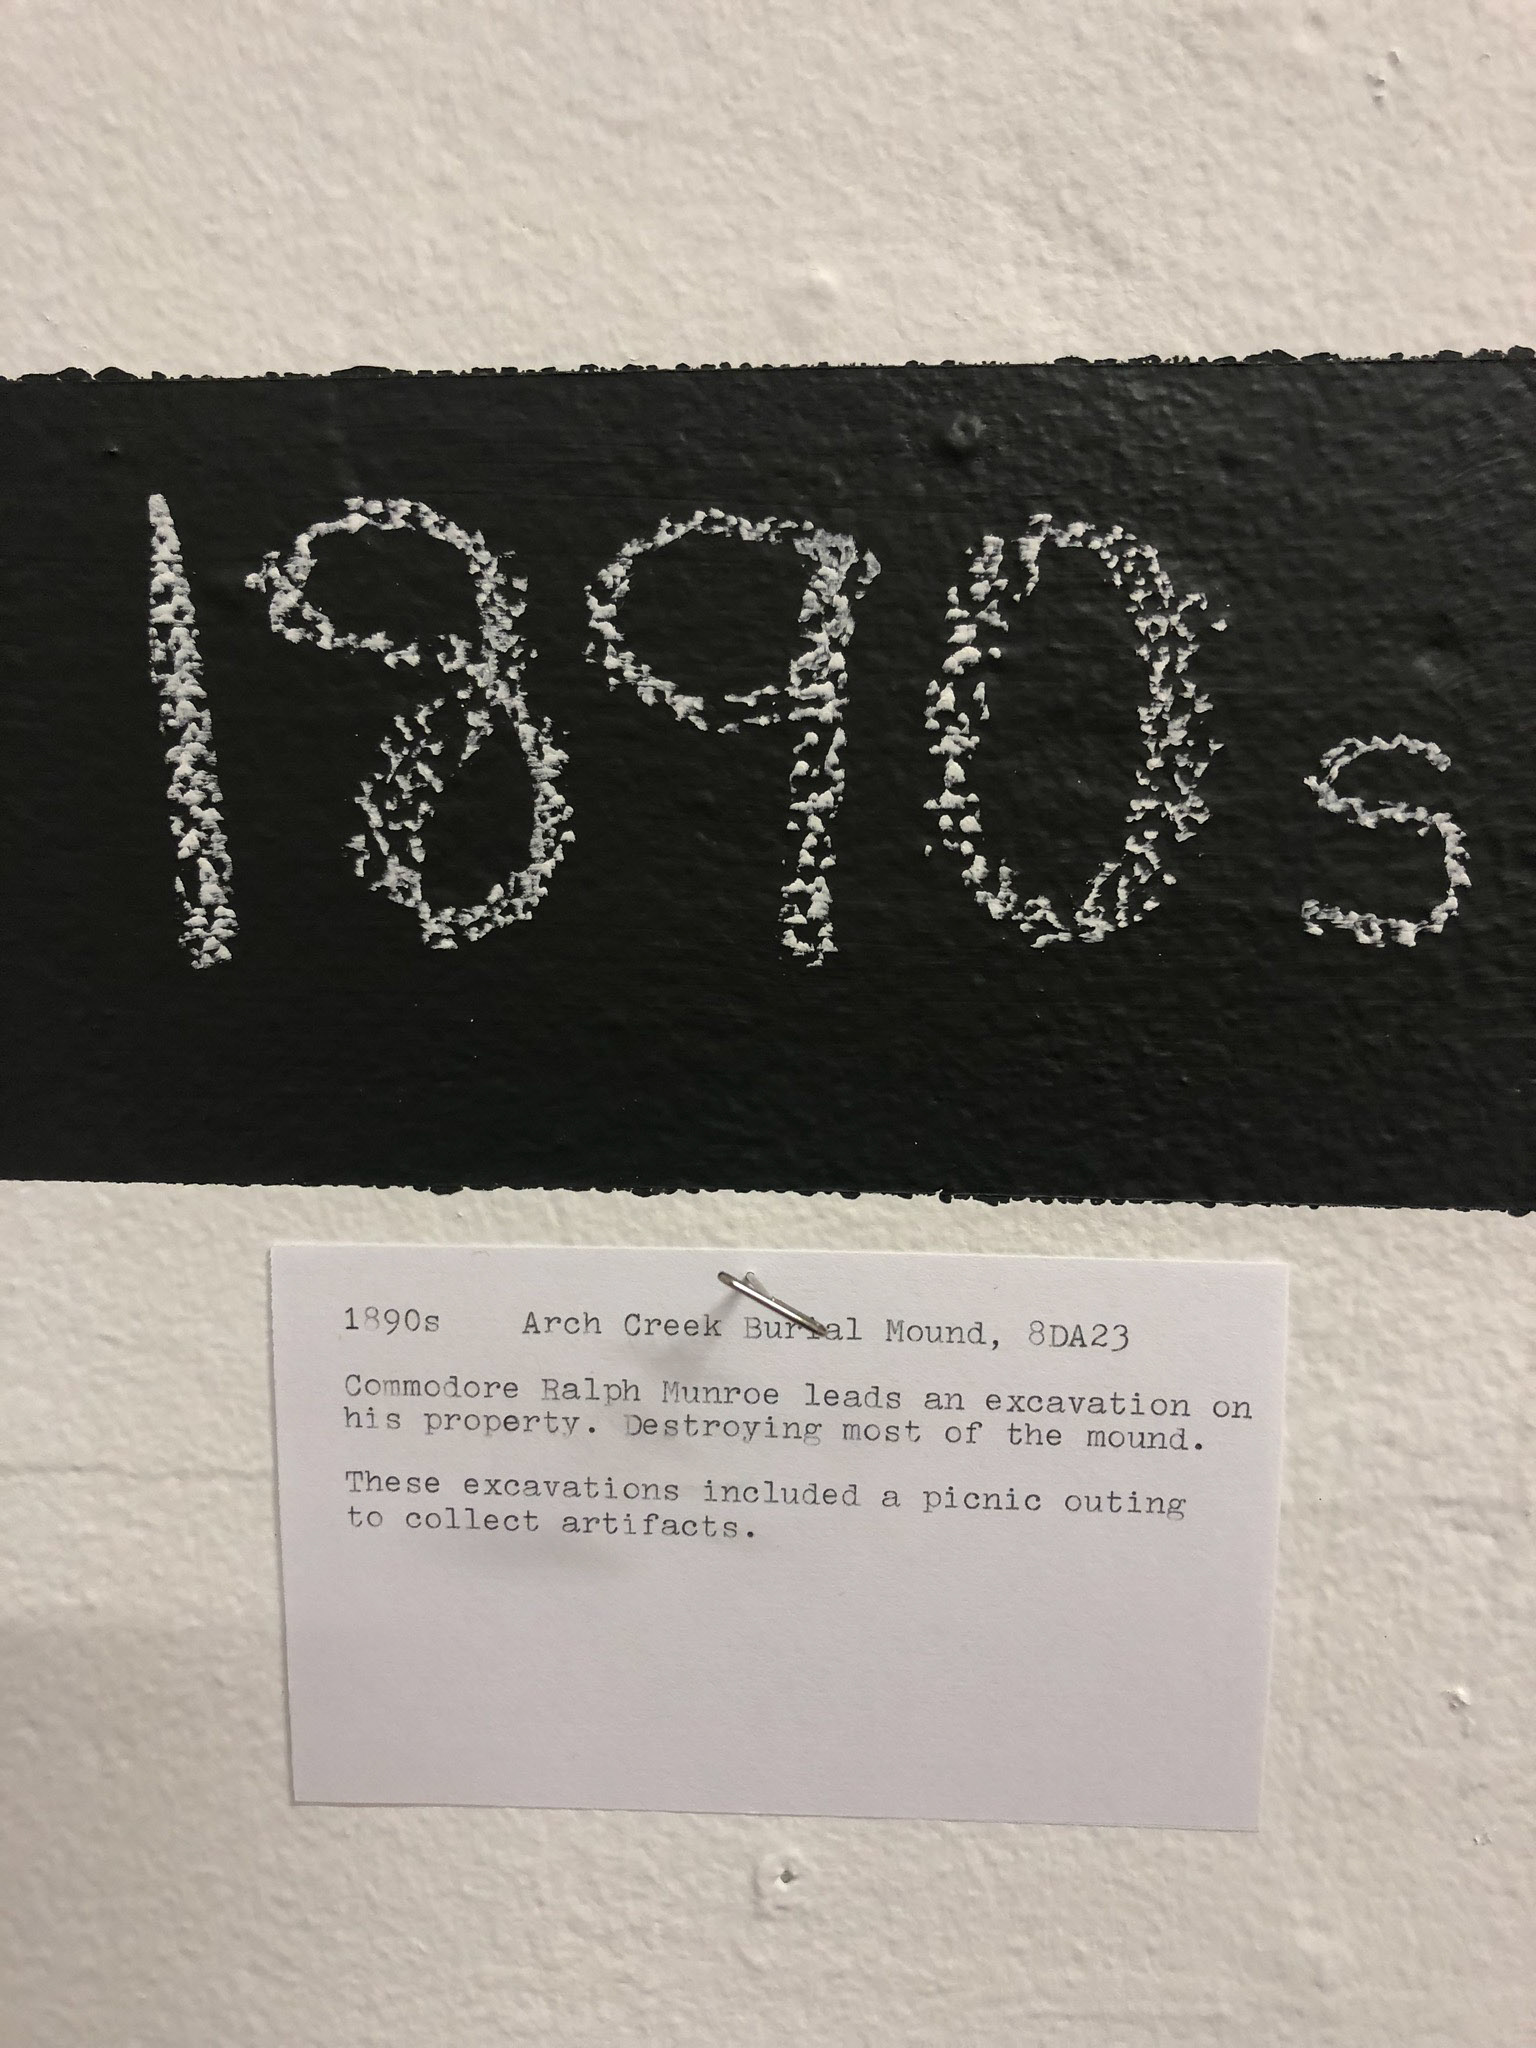 1890s
1890s Arch Creek Burial Mound, 8DA23
Commodore Ralph Munroe leads an excavation on
his property. Destroying most of the mound.
These excavations included a picnic outing
to collect artifacts.